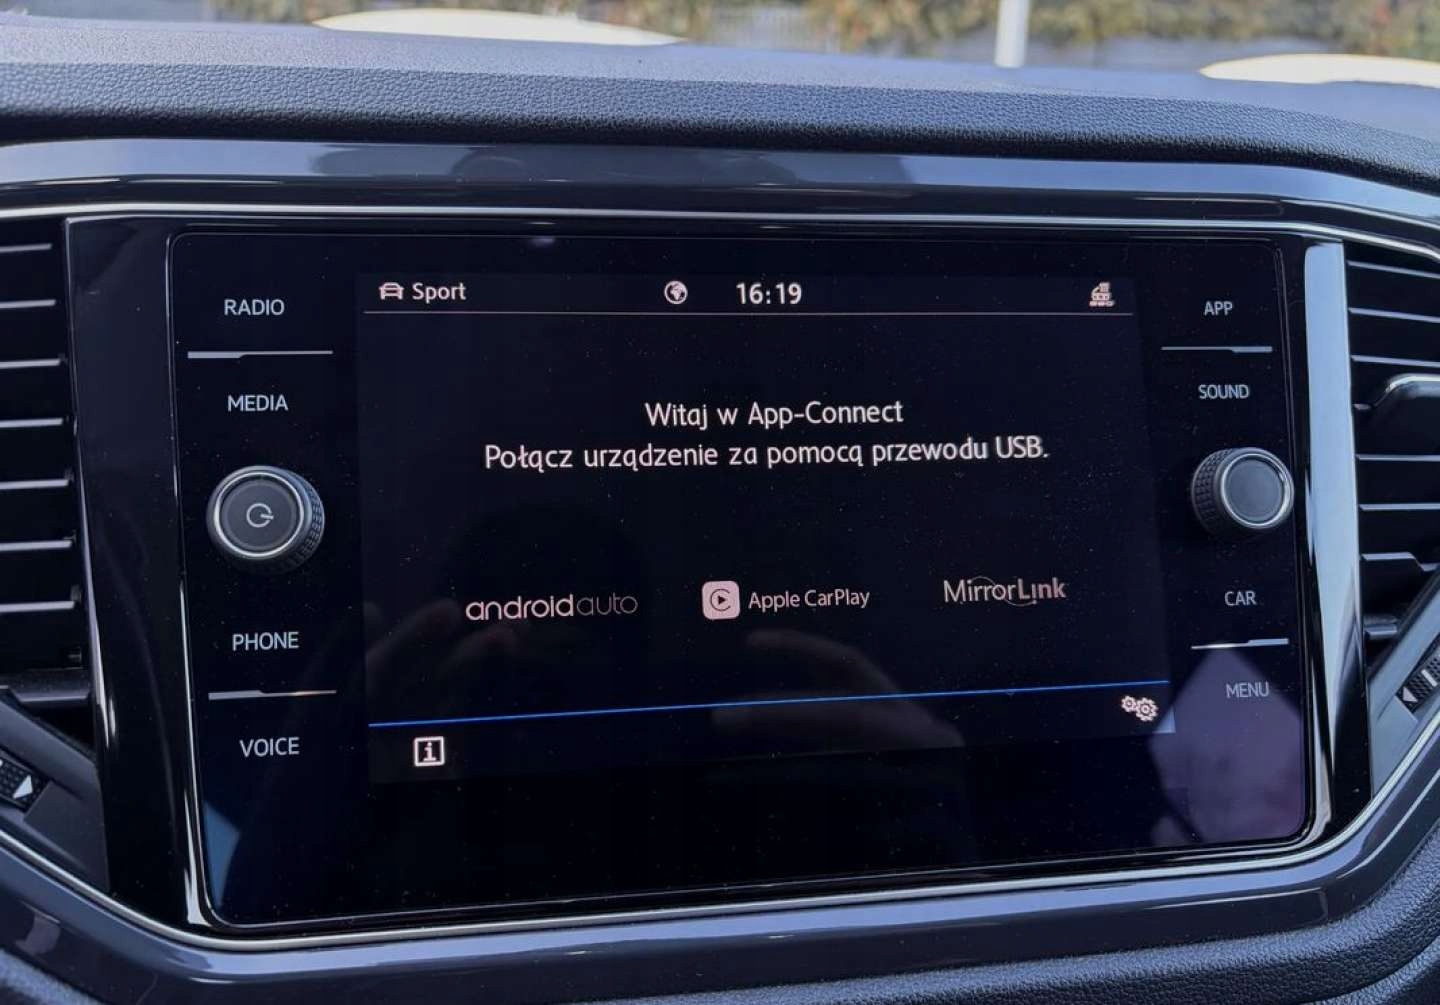 Sport 16:19
RADIO
MEDIA
PHONE
VOICE
Witaj w App-Connect
Połącz urządzenie za pomocą przewodu USB.
androidauto
Apple CarPlay
MirrorLink
i
APP
SOUND
CAR
MENU